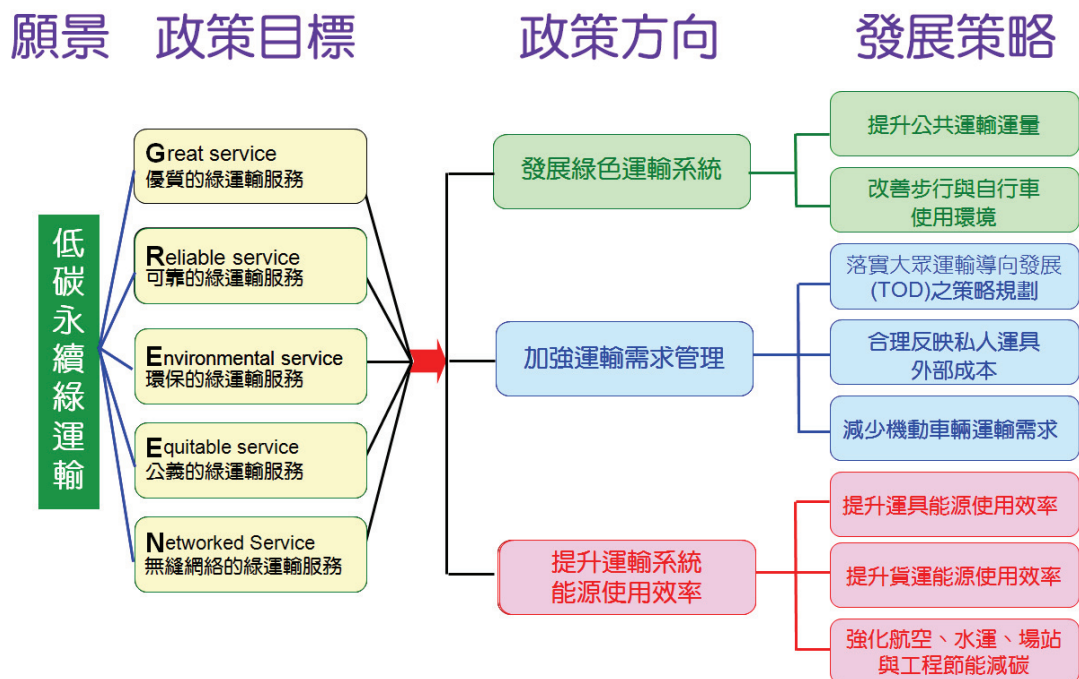 願景
政策目標
政策方向
發展策略
低碳永續綠運輸
Great service
優質的綠運輸服務
Reliable service
可靠的綠運輸服務
Environmental service
環保的綠運輸服務
Equitable service
公義的綠運輸服務
Networked Service
無縫網絡的綠運輸服務
發展綠色運輸系統
加強運輸需求管理
提升運輸系統
能源使用效率
提升公共運輸運量
改善步行與自行車
使用環境
落實大眾運輸導向發展
(TOD)之策略規劃
合理反映私人運具
外部成本
減少機動車輛運輸需求
提升運具能源使用效率
提升貨運能源使用效率
強化航空、水運、場站
與工程節能減碳